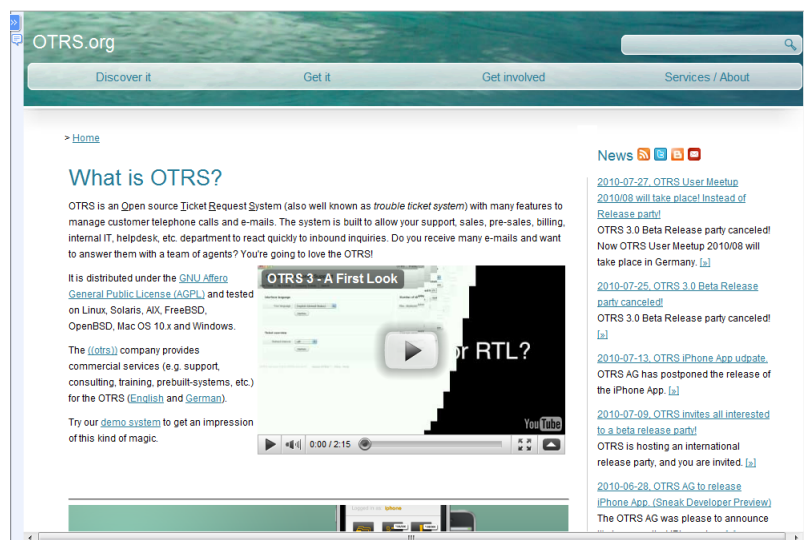 OTRS.org
Discover it
Get it
Get involved
Services / About
> Home
What is OTRS?
OTRS is an Open source Ticket Request System (also well known as trouble ticket system) with many features to
manage customer telephone calls and e-mails. The system is built to allow your support, sales, pre-sales, billing,
internal IT, helpdesk, etc. department to react quickly to inbound inquiries. Do you receive many e-mails and want
to answer them with a team of agents? You're going to love the OTRS!
It is distributed under the GNU Affero
General Public License (AGPL) and tested
on Linux, Solaris, AIX, FreeBSD,
OpenBSD, Mac OS 10.x and Windows.
The ((otrs)) company provides
commercial services (e.g. support,
consulting, training, prebuilt-systems, etc.)
for the OTRS (English and German).
Try our demo system to get an impression
of this kind of magic.
OTRS 3 - A First Look
or RTL?
YouTube
0:00 / 2:15
News
2010-07-27, OTRS User Meetup
2010/08 will take place! Instead of
Release party!
OTRS 3.0 Beta Release party canceled!
Now OTRS User Meetup 2010/08 will
take place in Germany. [»]
2010-07-25, OTRS 3.0 Beta Release
party canceled!
OTRS 3.0 Beta Release party canceled!
[»]
2010-07-13, OTRS iPhone App udpate.
OTRS AG has postponed the release of
the iPhone App. [»]
2010-07-09, OTRS invites all interested
to a beta release party!
OTRS is hosting an international
release party, and you are invited. [»]
2010-06-28, OTRS AG to release
iPhone App. (Sneak Developer Preview)
The OTRS AG was please to announce